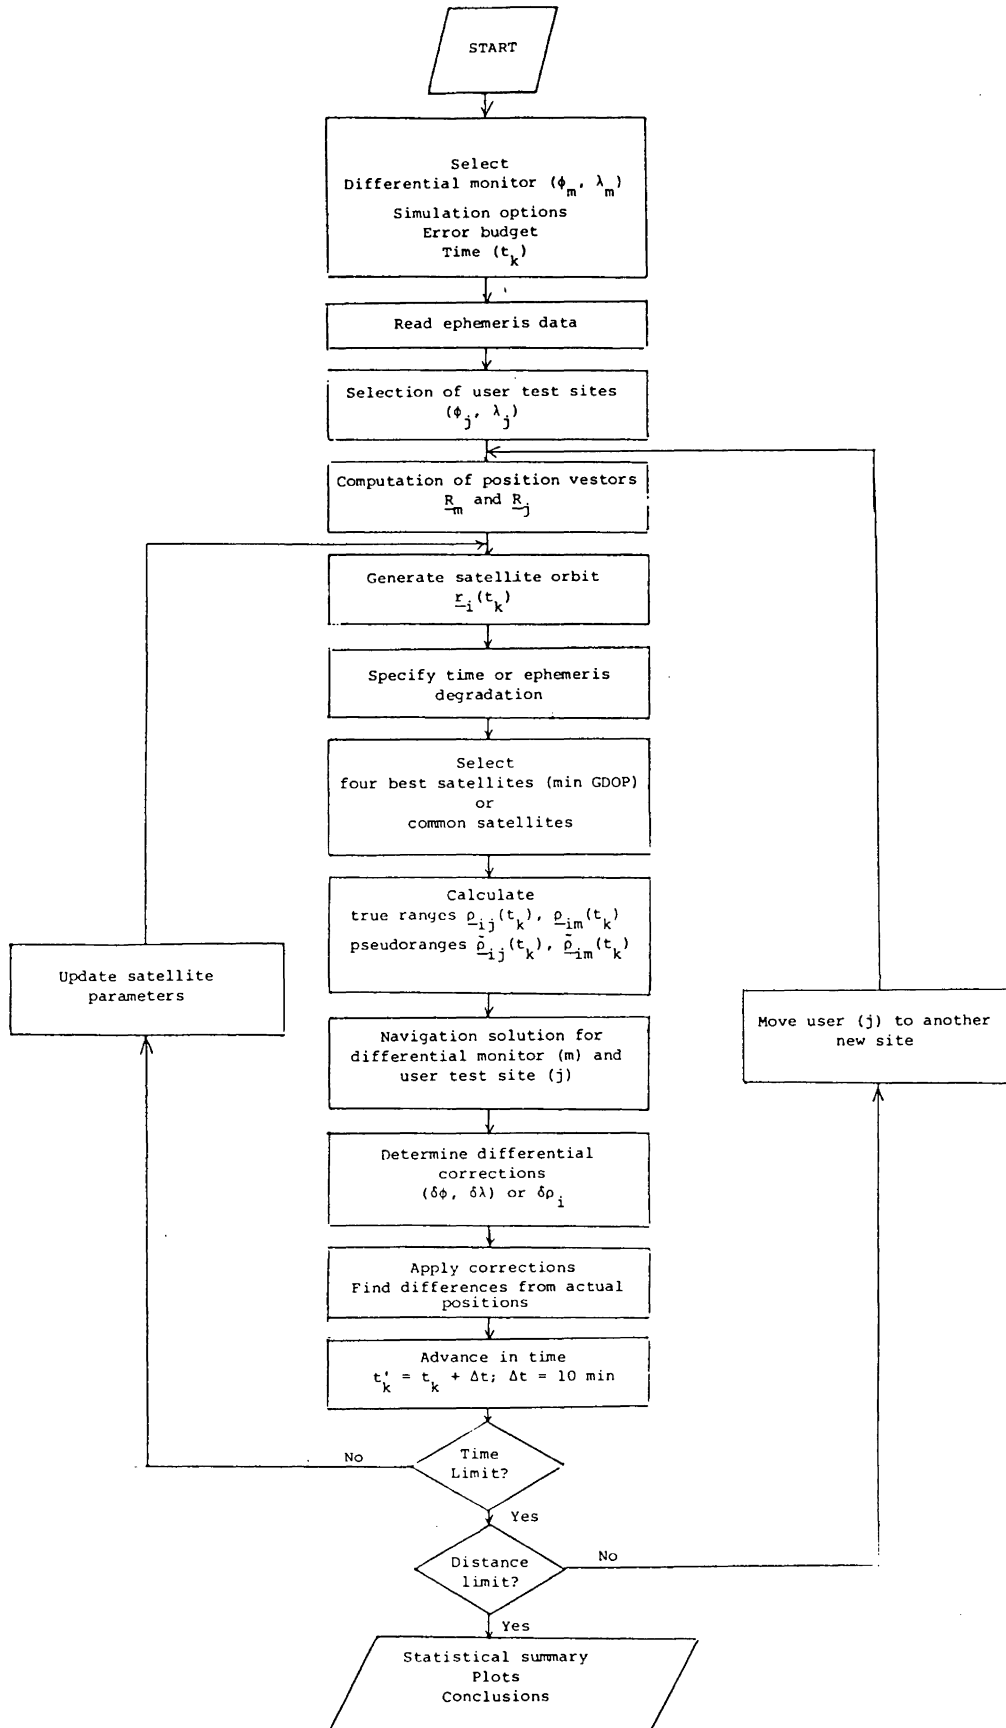 START
Select
Differential monitor (ϕm, λm)
Simulation options
Error budget
Time (tk)
Read ephemeris data
Selection of user test sites
(ϕj, λj)
Computation of position vestors
Rm and Rj
Generate satellite orbit
ri(tk)
Specify time or ephemeris
degradation
Select
four best satellites (min GDOP)
or
common satellites
Calculate
true ranges ρij(tk), ρim(tk)
pseudoranges ρ̃ij(tk), ρ̃im(tk)
Update satellite
parameters
Move user (j) to another
new site
Navigation solution for
differential monitor (m) and
user test site (j)
Determine differential
corrections
(δϕ, δλ) or δρi
Apply corrections
Find differences from actual
positions
Advance in time
t'k = tk + Δt; Δt = 10 min
Time
Limit?
No
Yes
Distance
limit?
No
Yes
Statistical summary
Plots
Conclusions